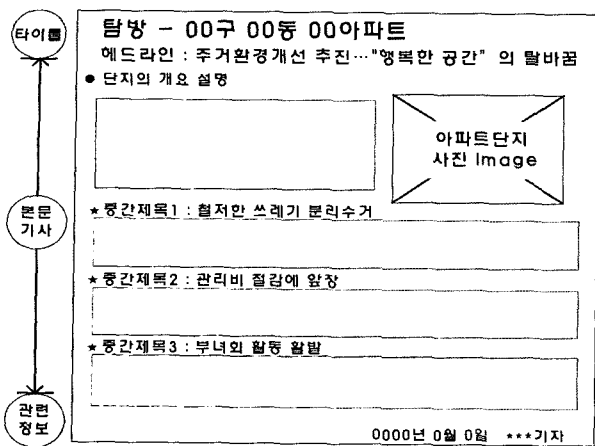 타이틀
탐방 - 00구 00동 00아파트
헤드라인 : 주거환경개선 추진…"행복한 공간" 의 탈바꿈
● 단지의 개요 설명
아파트단지
사진 Image
본문
기사
★중간제목1 : 철저한 쓰레기 분리수거
★중간제목2 : 관리비 절감에 앞장
★중간제목3 : 부녀회 활동 활발
관련
정보
0000년 0월 0일 ***기자